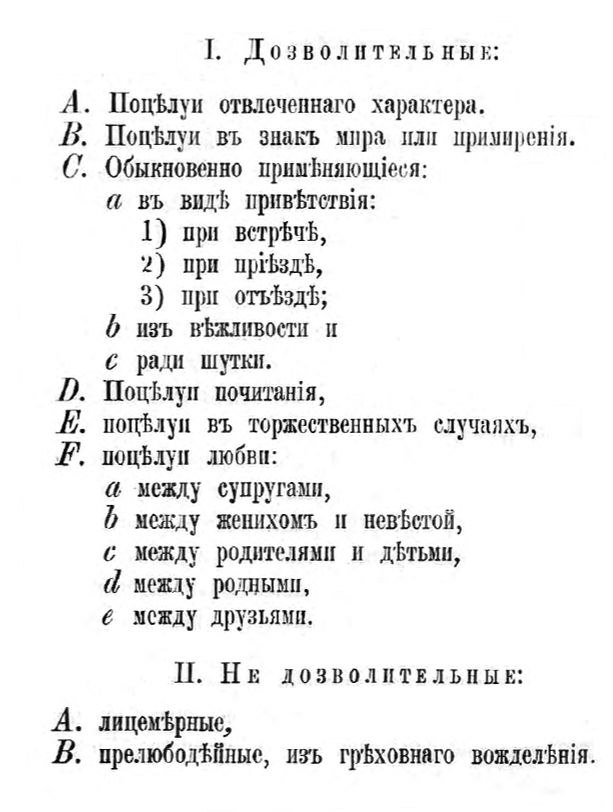 I. Дозволительные:
A. Поцѣлуи отвлеченнаго характера.
B. Поцѣлуи въ знакъ мира или примиренія.
C. Обыкновенно примѣняющіеся:
a въ видѣ привѣтствія:
1) при встрѣчѣ,
2) при пріѣздѣ,
3) при отъѣздѣ;
b изъ вѣжливости и
c ради шутки.
D. Поцѣлуи почитанія,
E. поцѣлуи въ торжественныхъ случаяхъ,
F. поцѣлуи любви:
a между супругами,
b между женихомъ и невѣстой,
c между родителями и дѣтьми,
d между родными,
e между друзьями.
II. Не дозволительные:
A. лицемѣрные,
B. прелюбодѣйные, изъ грѣховнаго вожделѣнія.